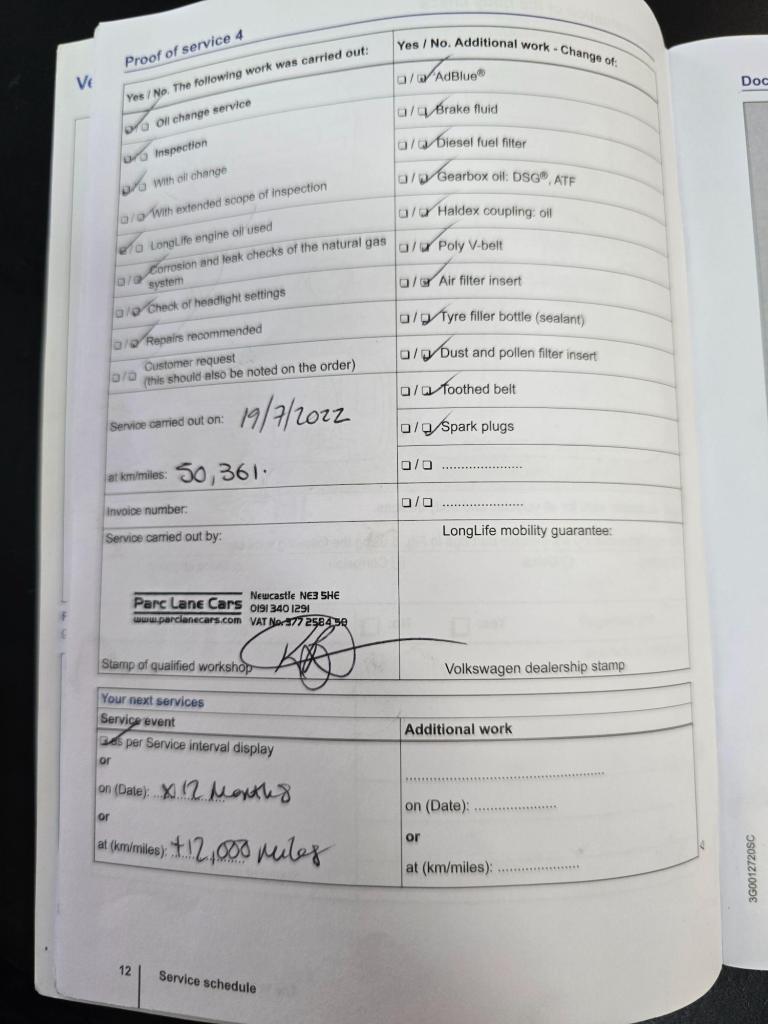 Proof of service 4
Yes / No. The following work was carried out:
Oil change service
Inspection
With oil change
With extended scope of inspection
LongLife engine oil used
Corrosion and leak checks of the natural gas
system
Check of headlight settings
Repairs recommended
Customer request
(this should also be noted on the order)
Service carried out on: 19/7/2022
at km/miles: 50,361.
Invoice number:
Service carried out by:
Parc Lane Cars
www.parclanecars.com
Newcastle NE3 5HE
0191 340 1291
VAT No. 377 2584 59
Stamp of qualified workshop
Yes / No. Additional work - Change of:
AdBlue®
Brake fluid
Diesel fuel filter
Gearbox oil: DSG®, ATF
Haldex coupling: oil
Poly V-belt
Air filter insert
Tyre filler bottle (sealant)
Dust and pollen filter insert
Toothed belt
Spark plugs
LongLife mobility guarantee:
Volkswagen dealership stamp
Your next services
Service event
as per Service interval display
or
on (Date): 12 Months
or
at (km/miles): +12,000 miles
Additional work
on (Date):
or
at (km/miles):
12
Service schedule
Doc
3G0012720SC